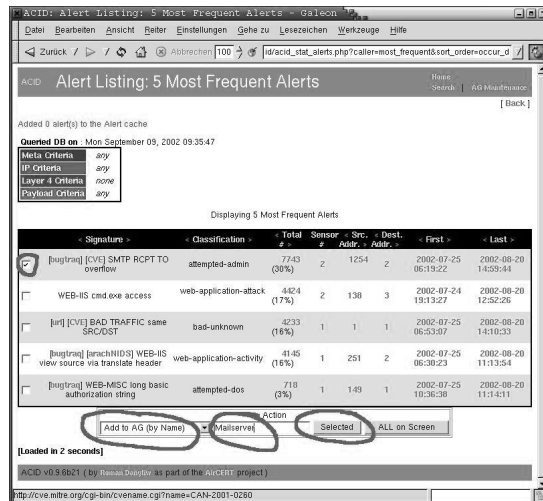 ACID: Alert Listing: 5 Most Frequent Alerts - Galeon
Datei Bearbeiten Ansicht Reiter Einstellungen Gehe zu Lesezeichen Werkzeuge Hilfe
Zurück Abbrechen 100 id/acid_stat_alerts.php?caller=most_frequent&sort_order=occur_d
ACID Alert Listing: 5 Most Frequent Alerts
Home
Search | AG Maintenance
[ Back ]
Added 0 alert(s) to the Alert cache
Queried DB on : Mon September 09, 2002 09:35:47
Meta Criteria any
IP Criteria any
Layer 4 Criteria none
Payload Criteria any
Displaying 5 Most Frequent Alerts
< Signature > < Classification > < Total # > Sensor # < Src. Addr. > < Dest. Addr. > < First > < Last >
[bugtraq] [CVE] SMTP RCPT TO overflow attempted-admin 7743 (30%) 2 1254 2 2002-07-25 06:19:22 2002-08-20 14:59:44
WEB-IIS cmd.exe access web-application-attack 4424 (17%) 2 138 3 2002-07-24 19:13:27 2002-08-20 12:52:26
[url] [CVE] BAD TRAFFIC same SRC/DST bad-unknown 4233 (16%) 1 1 1 2002-07-25 06:53:07 2002-08-20 14:10:33
[bugtraq] [arachNIDS] WEB-IIS view source via translate header web-application-activity 4145 (16%) 1 251 2 2002-07-25 06:30:23 2002-08-20 11:13:54
[bugtraq] WEB-MISC long basic authorization string attempted-dos 718 (3%) 1 149 1 2002-07-25 10:36:38 2002-08-20 11:14:11
Action
Add to AG (by Name) Mailserver Selected ALL on Screen
[Loaded in 2 seconds]
ACID v0.9.6b21 ( by Roman Danyliw as part of the AirCERT project )
http://cve.mitre.org/cgi-bin/cvename.cgi?name=CAN-2001-0260